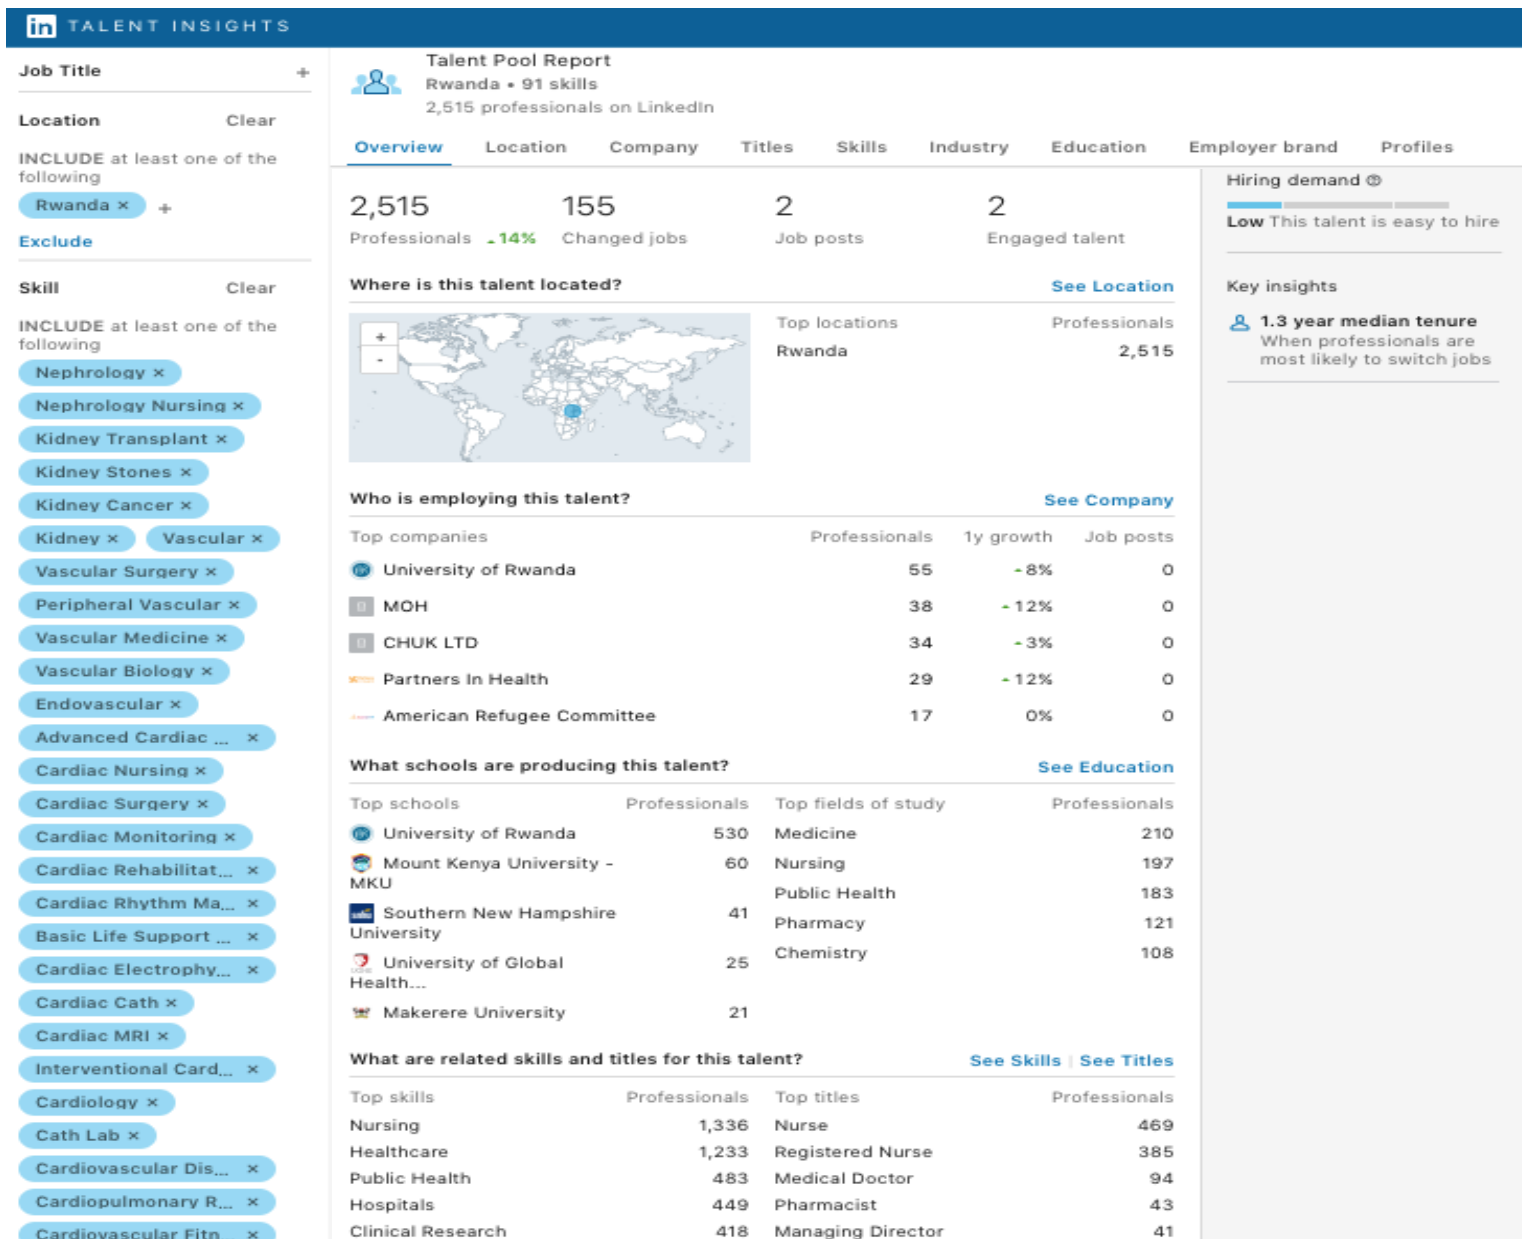 in TALENT INSIGHTS
Job Title +
Location Clear
INCLUDE at least one of the
following
Rwanda × +
Exclude
Skill Clear
INCLUDE at least one of the
following
Nephrology ×
Nephrology Nursing ×
Kidney Transplant ×
Kidney Stones ×
Kidney Cancer ×
Kidney × Vascular ×
Vascular Surgery ×
Peripheral Vascular ×
Vascular Medicine ×
Vascular Biology ×
Endovascular ×
Advanced Cardiac ... ×
Cardiac Nursing ×
Cardiac Surgery ×
Cardiac Monitoring ×
Cardiac Rehabilitat... ×
Cardiac Rhythm Ma... ×
Basic Life Support ... ×
Cardiac Electrophy... ×
Cardiac Cath ×
Cardiac MRI ×
Interventional Card... ×
Cardiology ×
Cath Lab ×
Cardiovascular Dis... ×
Cardiopulmonary R... ×
Cardiovascular Fitn... ×
Talent Pool Report
Rwanda • 91 skills
2,515 professionals on LinkedIn
Overview Location Company Titles Skills Industry Education Employer brand Profiles
2,515 155 2 2
Professionals 14% Changed jobs Job posts Engaged talent
Where is this talent located? See Location
+
-
Top locations Professionals
Rwanda 2,515
Who is employing this talent? See Company
Top companies Professionals 1y growth Job posts
University of Rwanda 55 8% 0
MOH 38 12% 0
CHUK LTD 34 3% 0
Partners In Health 29 12% 0
American Refugee Committee 17 0% 0
What schools are producing this talent? See Education
Top schools Professionals
University of Rwanda 530
Mount Kenya University - 60
MKU
Southern New Hampshire 41
University
University of Global 25
Health...
Makerere University 21
Top fields of study Professionals
Medicine 210
Nursing 197
Public Health 183
Pharmacy 121
Chemistry 108
What are related skills and titles for this talent? See Skills | See Titles
Top skills Professionals
Nursing 1,336
Healthcare 1,233
Public Health 483
Hospitals 449
Clinical Research 418
Top titles Professionals
Nurse 469
Registered Nurse 385
Medical Doctor 94
Pharmacist 43
Managing Director 41
Hiring demand ?
Low This talent is easy to hire
Key insights
1.3 year median tenure
When professionals are
most likely to switch jobs